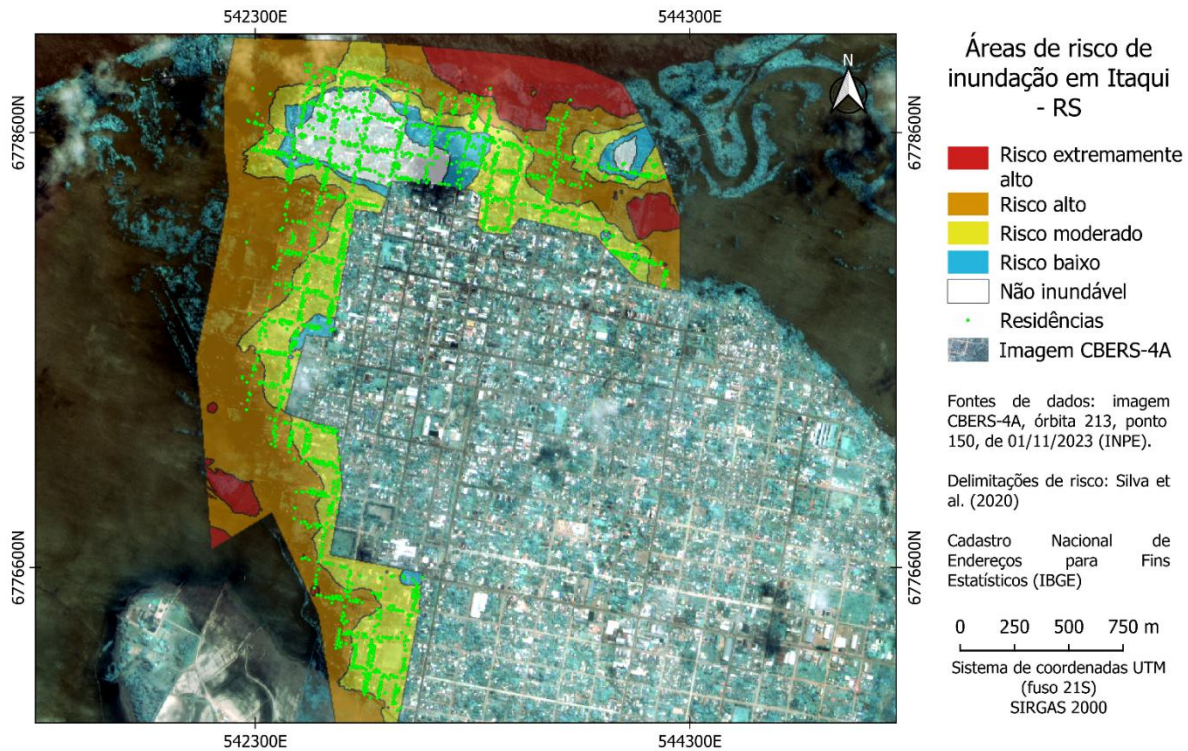 542300E
544300E
6778600N
6778600N
6776600N
6776600N
542300E
544300E
N
Áreas de risco de
inundação em Itaqui
- RS
Risco extremamente
alto
Risco alto
Risco moderado
Risco baixo
Não inundável
Residências
Imagem CBERS-4A
Fontes de dados: imagem
CBERS-4A, órbita 213, ponto
150, de 01/11/2023 (INPE).
Delimitações de risco: Silva et
al. (2020)
Cadastro Nacional de
Endereços para Fins
Estatísticos (IBGE)
0 250 500 750 m
Sistema de coordenadas UTM
(fuso 21S)
SIRGAS 2000